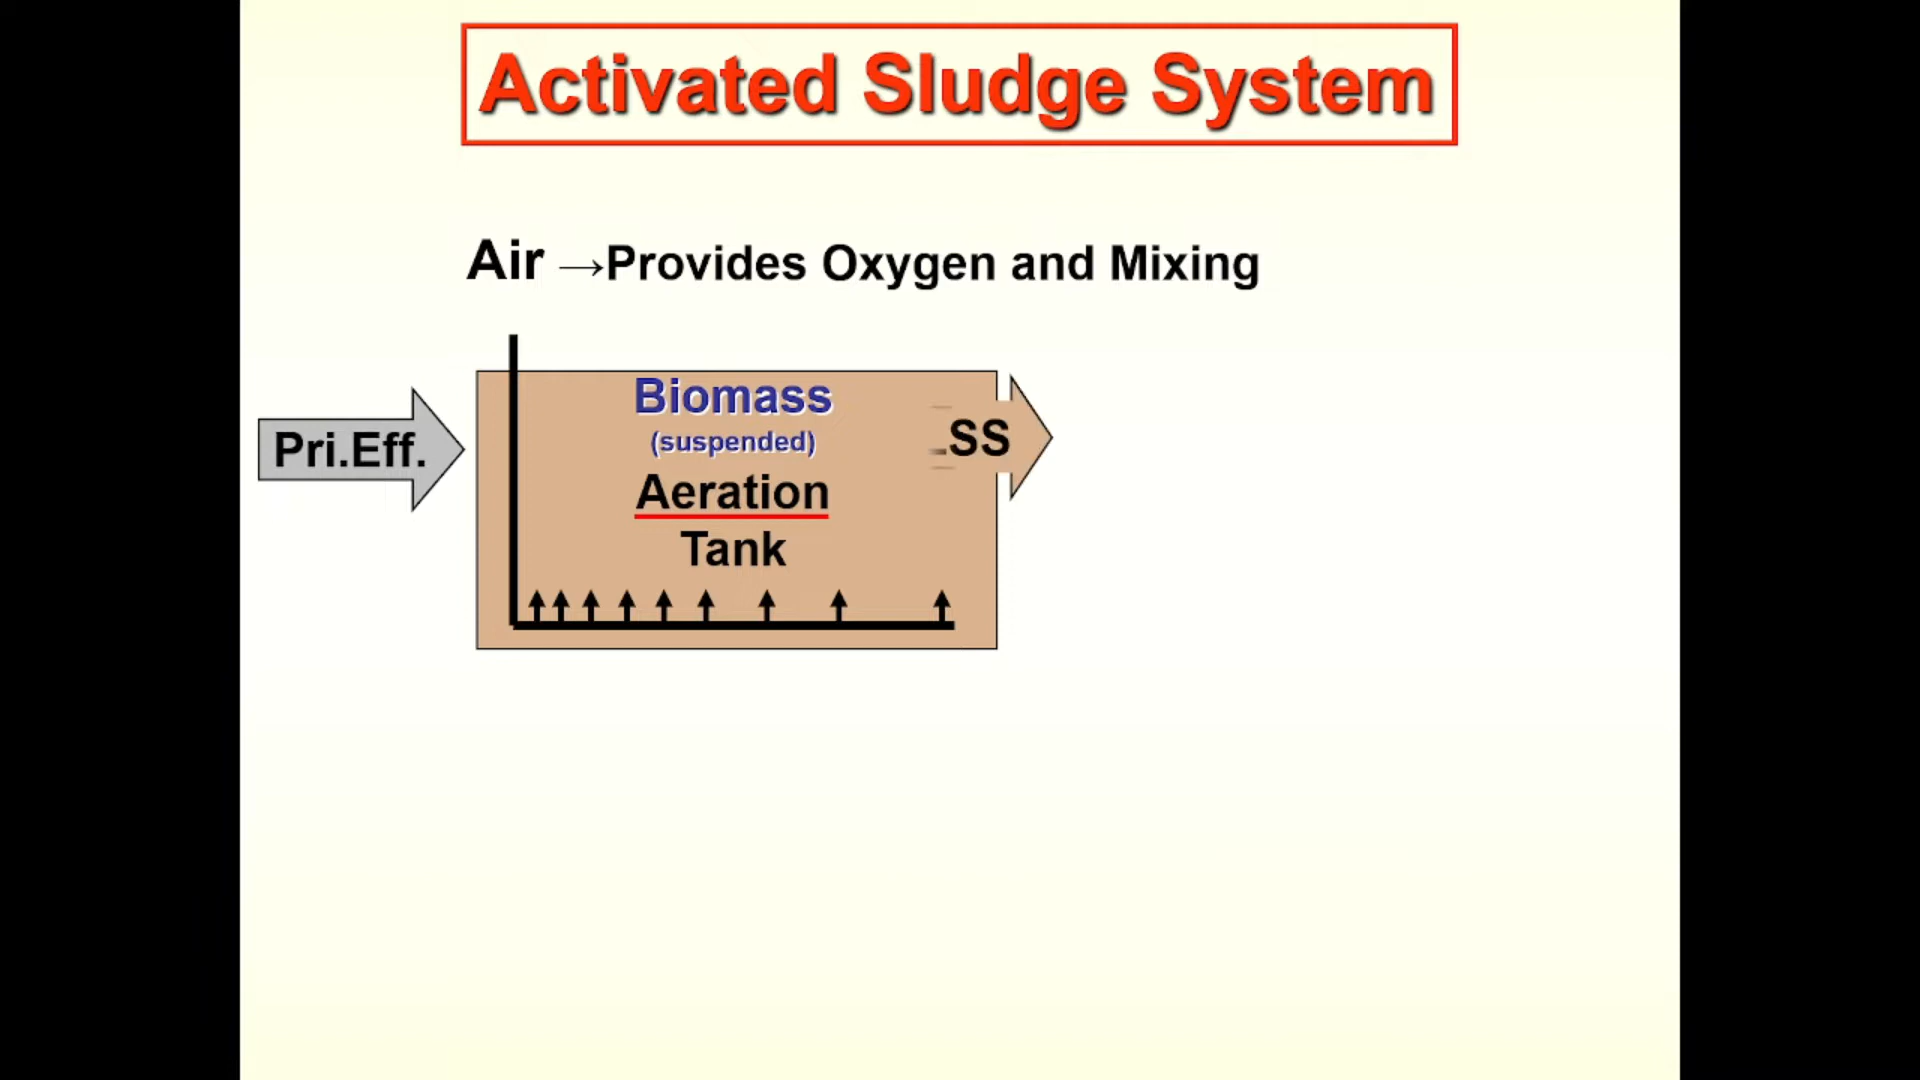 Activated Sludge System
Air →Provides Oxygen and Mixing
Biomass
Pri.Eff.
(suspended)
SS
Aeration
Tank